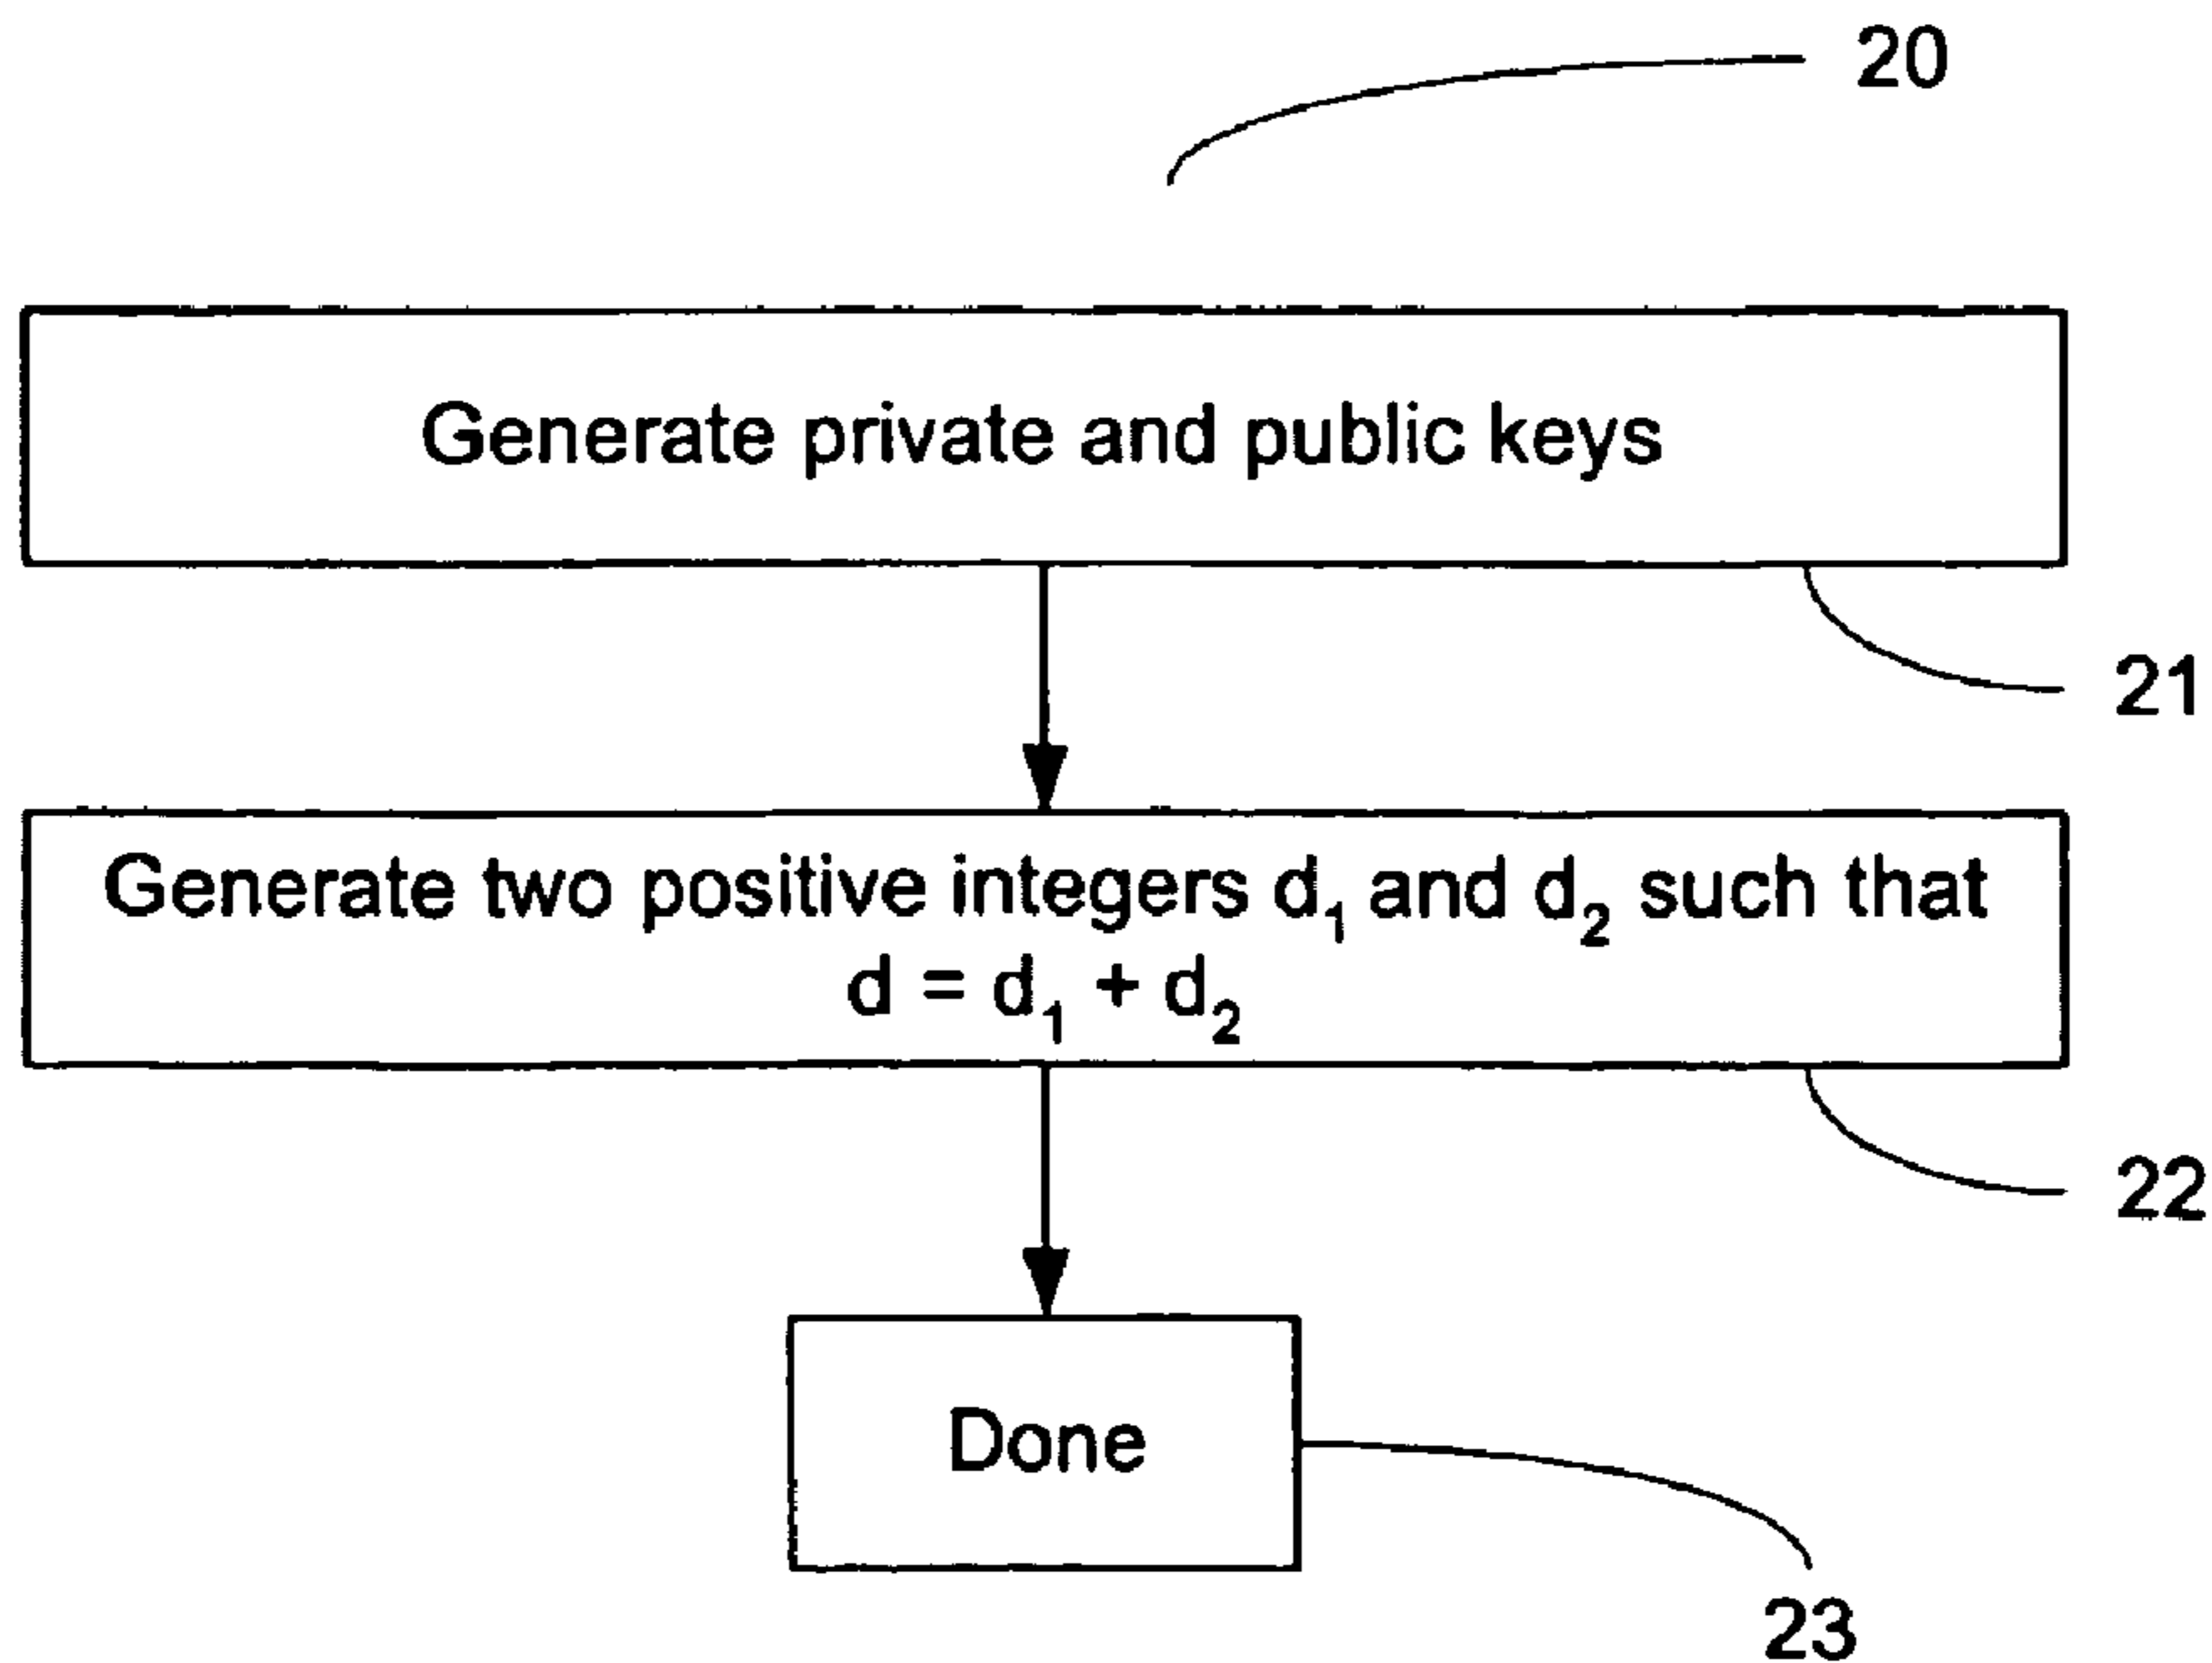 20
Generate private and public keys
21
Generate two positive integers d₁ and d₂ such that
d = d₁ + d₂
22
Done
23